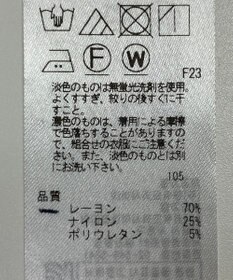 F W
F23
淡色のものは無蛍光洗剤を使用。
よくすすぎ、絞りの後すぐに干
すこと。
濃色のものは、着用による摩擦
で色落ちすることがありますの
で、組合せの衣服にご注意くだ
さい。また、淡色のものとは別
にお洗い下さい。
105
品質
レーヨン 70%
ナイロン 25%
ポリウレタン 5%